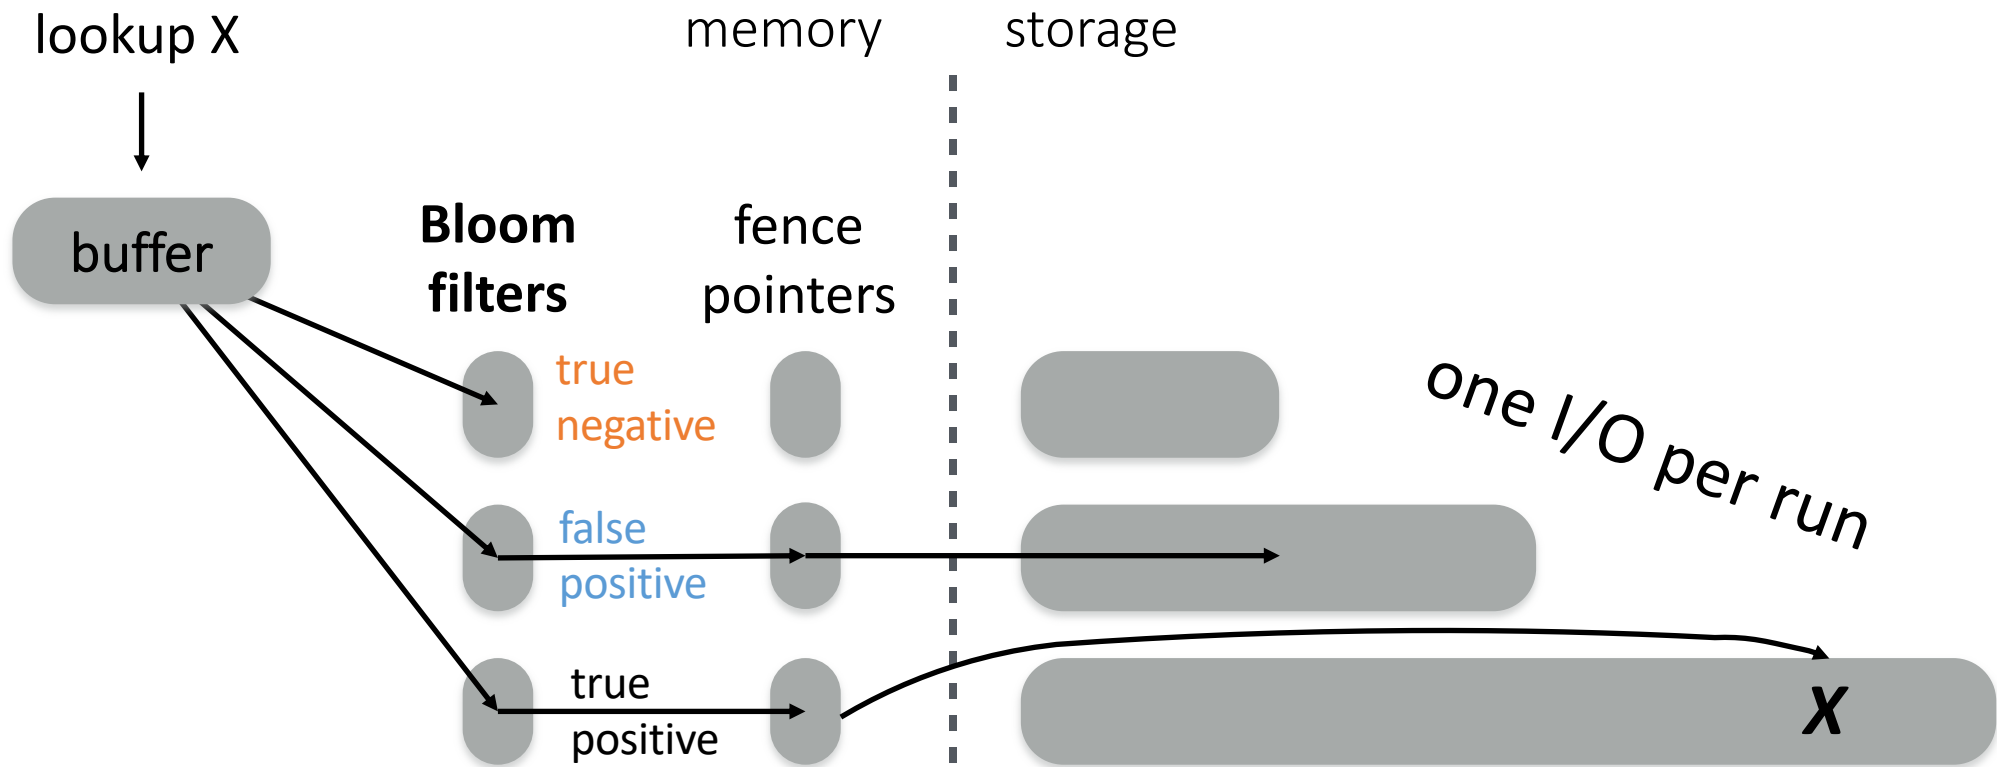 lookup X
memory
storage
buffer
Bloom
filters
fence
pointers
true
negative
one I/O per run
false
positive
true
positive
X